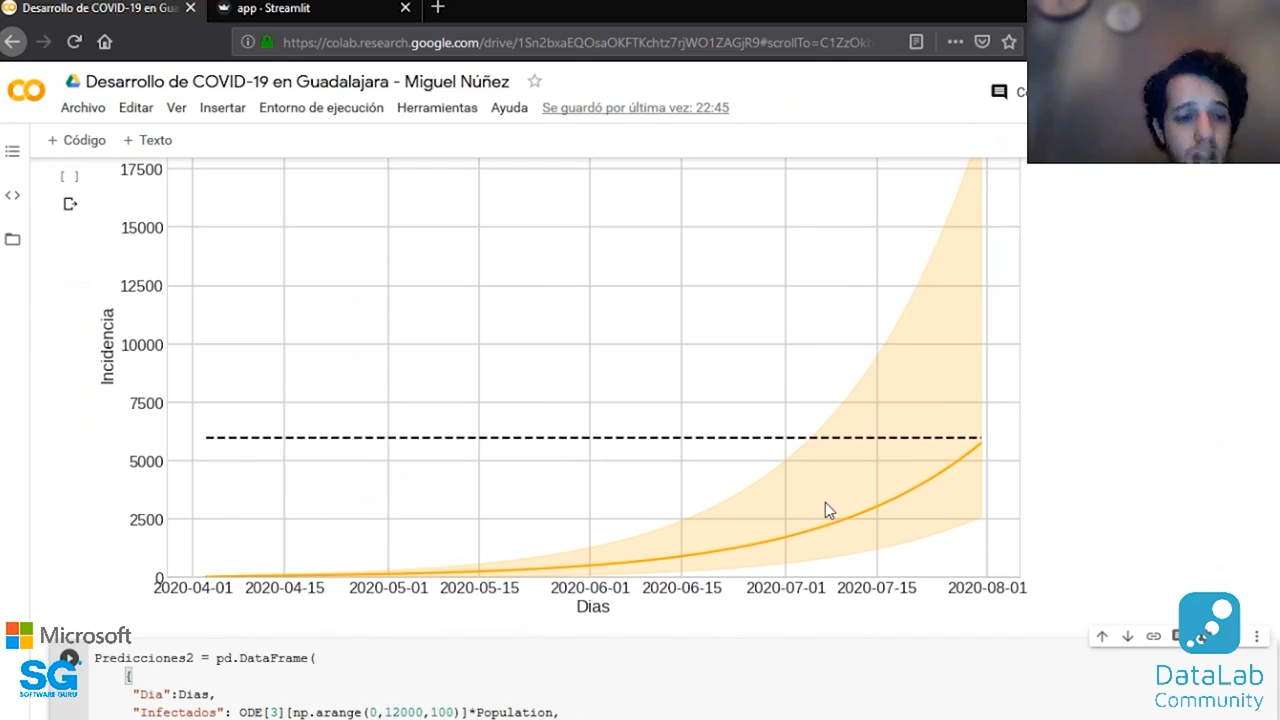 Desarrollo de COVID-19 en Gua
app - Streamlit
https://colab.research.google.com/drive/1Sn2bxaEQOsaOKFTKchtz7rjWO1ZAGjR9#scrollTo=C1ZzOkb
Desarrollo de COVID-19 en Guadalajara - Miguel Núñez
Archivo Editar Ver Insertar Entorno de ejecución Herramientas Ayuda Se guardó por última vez: 22:45
+ Código + Texto
[ ]
17500
15000
12500
10000
7500
5000
2500
0
Incidencia
2020-04-01 2020-04-15 2020-05-01 2020-05-15 2020-06-01 2020-06-15 2020-07-01 2020-07-15 2020-08-01
Dias
Microsoft
SG
SOFTWARE GURU
Predicciones2 = pd.DataFrame(
{
"Dia":Dias,
"Infectados": ODE[3][np.arange(0,12000,100)]*Population,
DataLab
Community